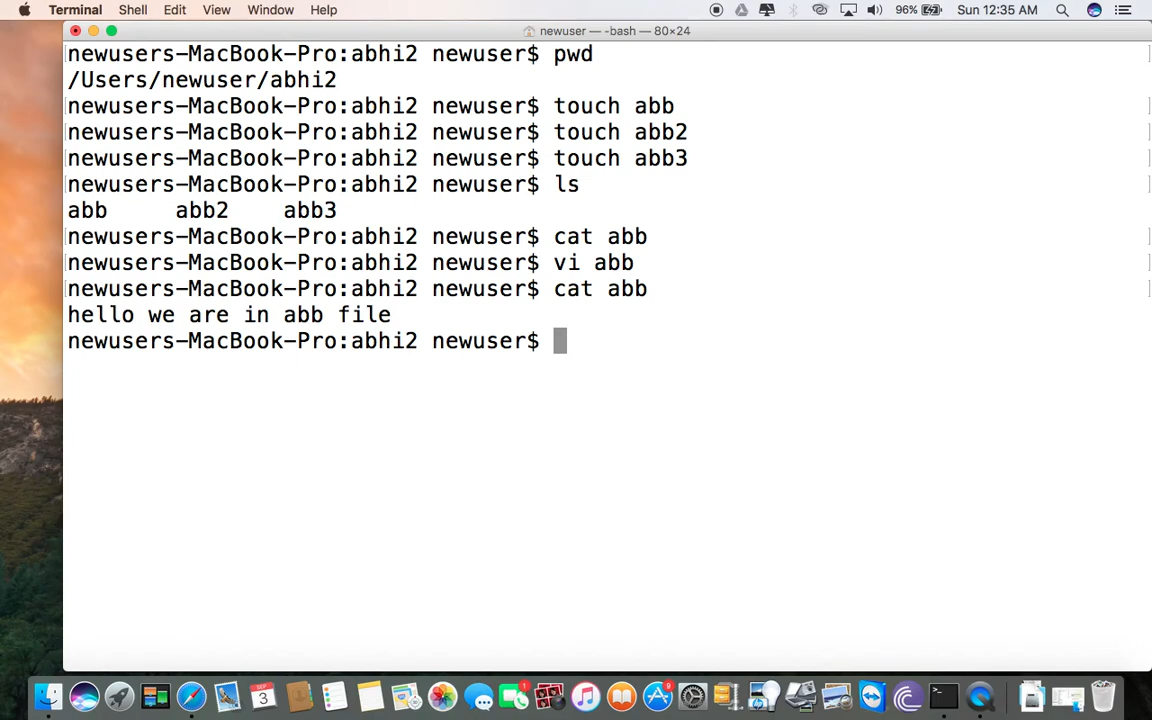 Terminal Shell Edit View Window Help 96% Sun 12:35 AM
newuser — -bash — 80×24
newusers-MacBook-Pro:abhi2 newuser$ pwd
/Users/newuser/abhi2
newusers-MacBook-Pro:abhi2 newuser$ touch abb
newusers-MacBook-Pro:abhi2 newuser$ touch abb2
newusers-MacBook-Pro:abhi2 newuser$ touch abb3
newusers-MacBook-Pro:abhi2 newuser$ ls
abb abb2 abb3
newusers-MacBook-Pro:abhi2 newuser$ cat abb
newusers-MacBook-Pro:abhi2 newuser$ vi abb
newusers-MacBook-Pro:abhi2 newuser$ cat abb
hello we are in abb file
newusers-MacBook-Pro:abhi2 newuser$
SEP
3
1
9